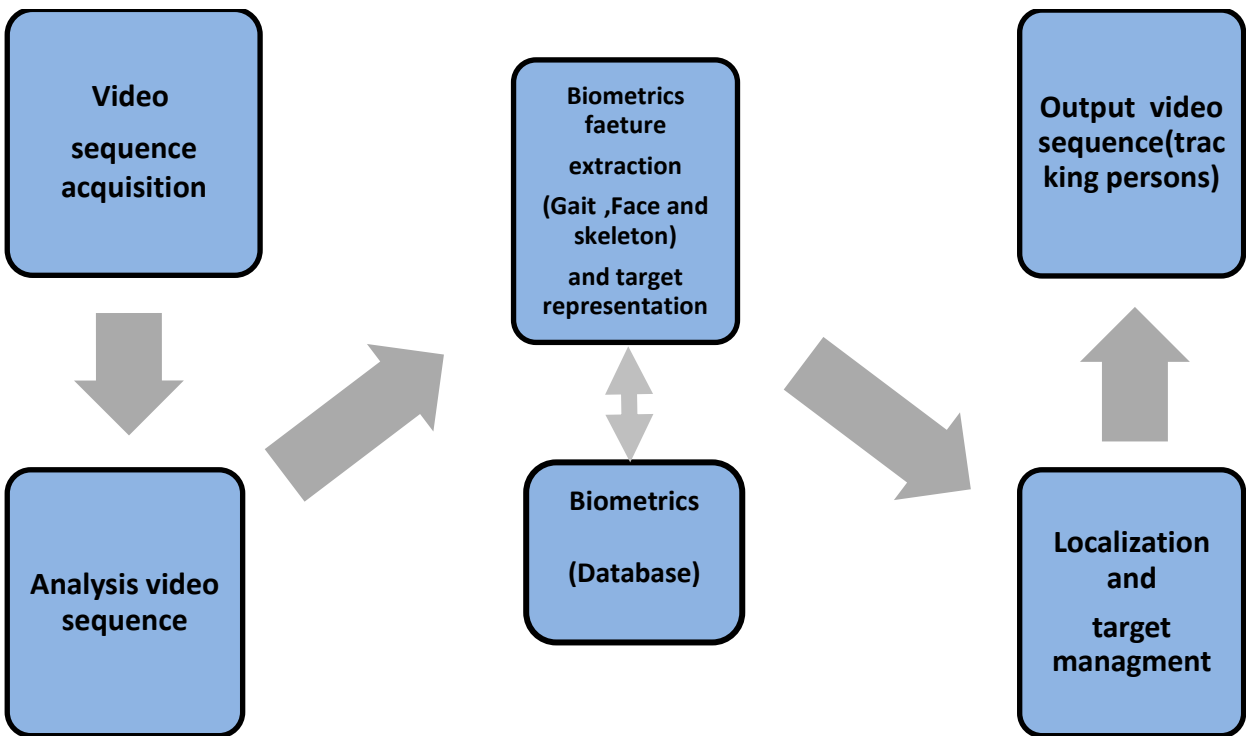 Video
sequence
acquisition
Analysis video
sequence
Biometrics
faeture
extraction
(Gait ,Face and
skeleton)
and target
representation
Biometrics
(Database)
Localization
and
target
managment
Output video
sequence(trac
king persons)